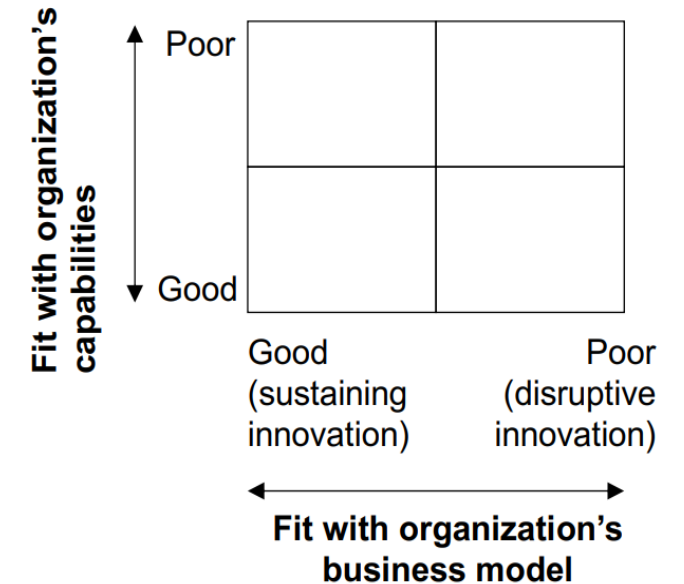 Fit with organization’s
capabilities
Poor
Good
Good
(sustaining
innovation)
Poor
(disruptive
innovation)
Fit with organization’s
business model